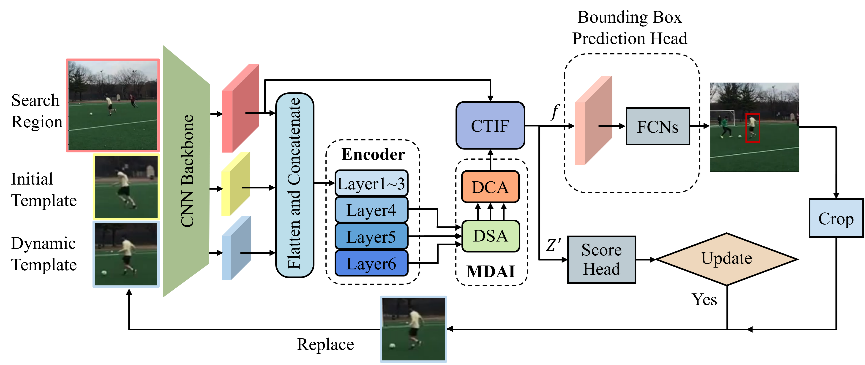 Bounding Box
Prediction Head
Search
Region
Initial
Template
Dynamic
Template
CNN Backbone
Flatten and Concatenate
Encoder
Layer1~3
Layer4
Layer5
Layer6
CTIF
DCA
DSA
MDAI
f
FCNs
Z'
Score
Head
Update
Yes
Crop
Replace